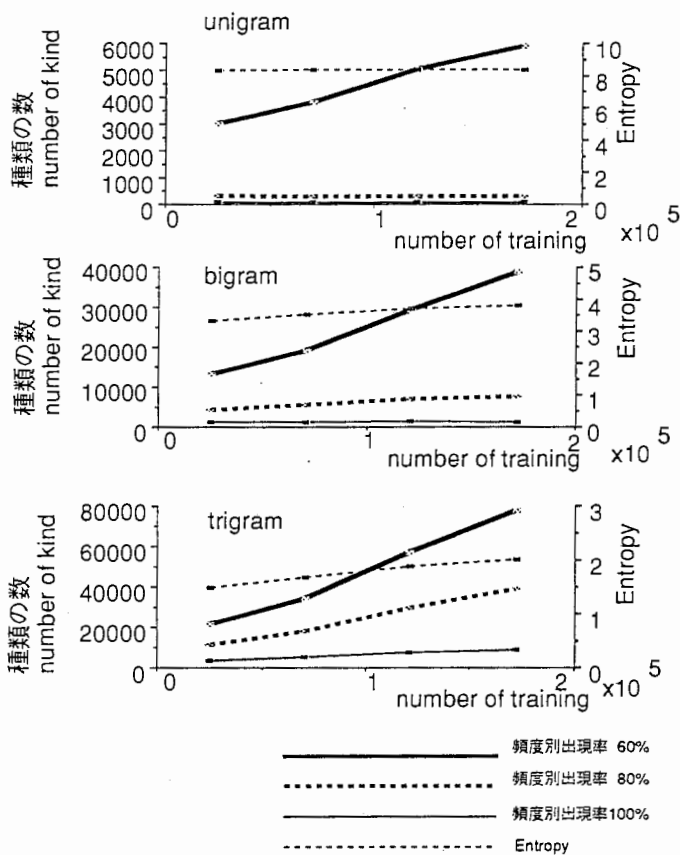 unigram
6000
5000
4000
3000
2000
1000
0
種類の数
number of kind
10
8
6
4
2
0
Entropy
0 1 2
number of training
x10 5
bigram
40000
30000
20000
10000
0
種類の数
number of kind
5
4
3
2
1
0
Entropy
0 1 2
number of training
x10 5
trigram
80000
60000
40000
20000
0
種類の数
number of kind
3
2
1
0
Entropy
0 1 2
number of training
x10 5
頻度別出現率 60%
頻度別出現率 80%
頻度別出現率100%
Entropy